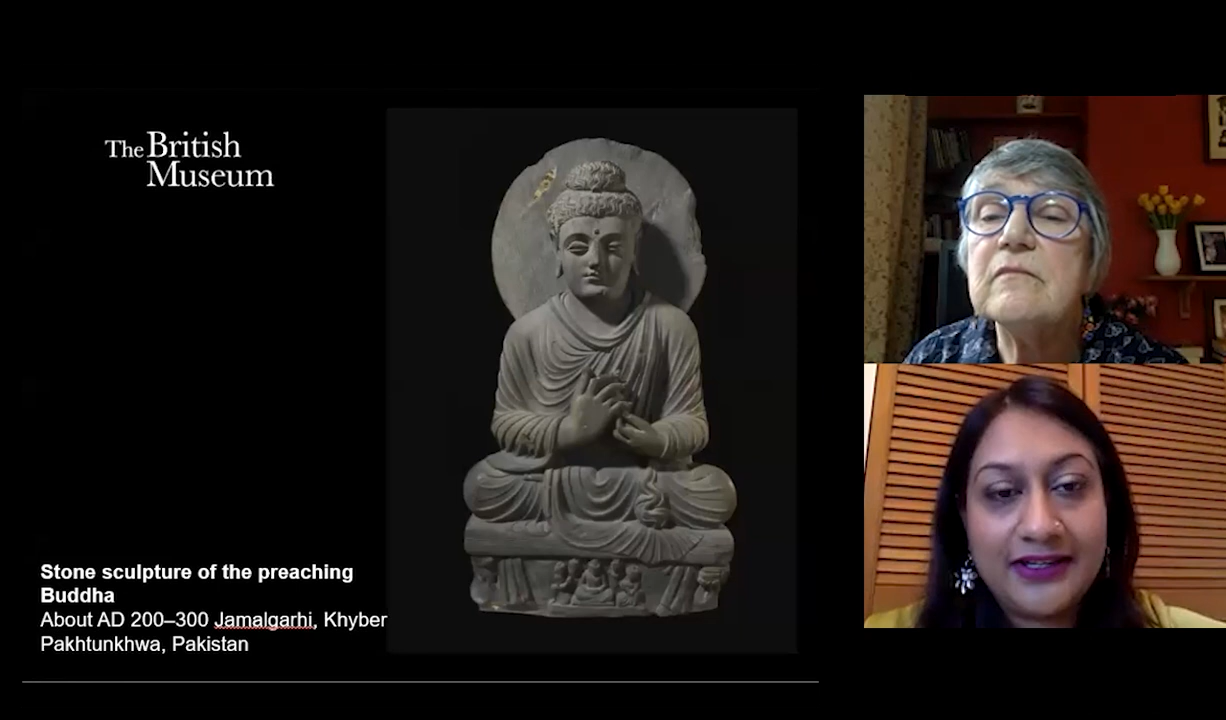 The British
Museum
Stone sculpture of the preaching
Buddha
About AD 200–300 Jamalgarhi, Khyber
Pakhtunkhwa, Pakistan